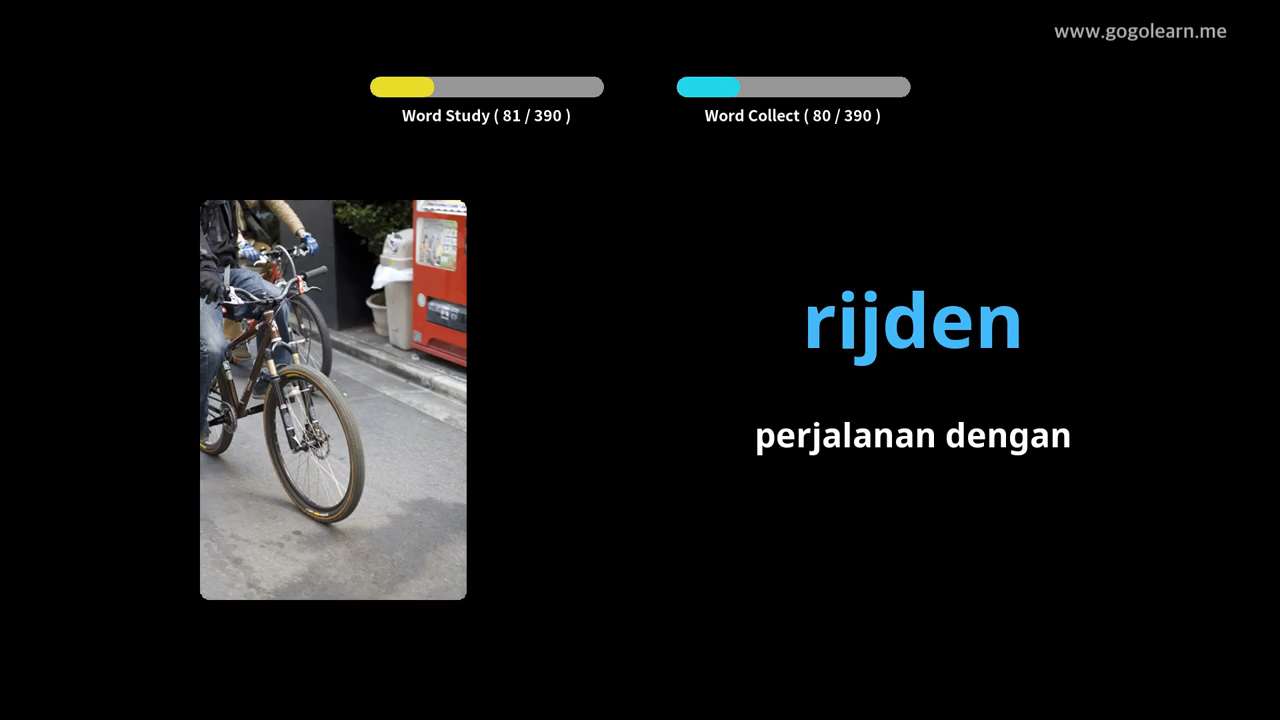 www.gogolearn.me
Word Study ( 81 / 390 )
Word Collect ( 80 / 390 )
rijden
perjalanan dengan